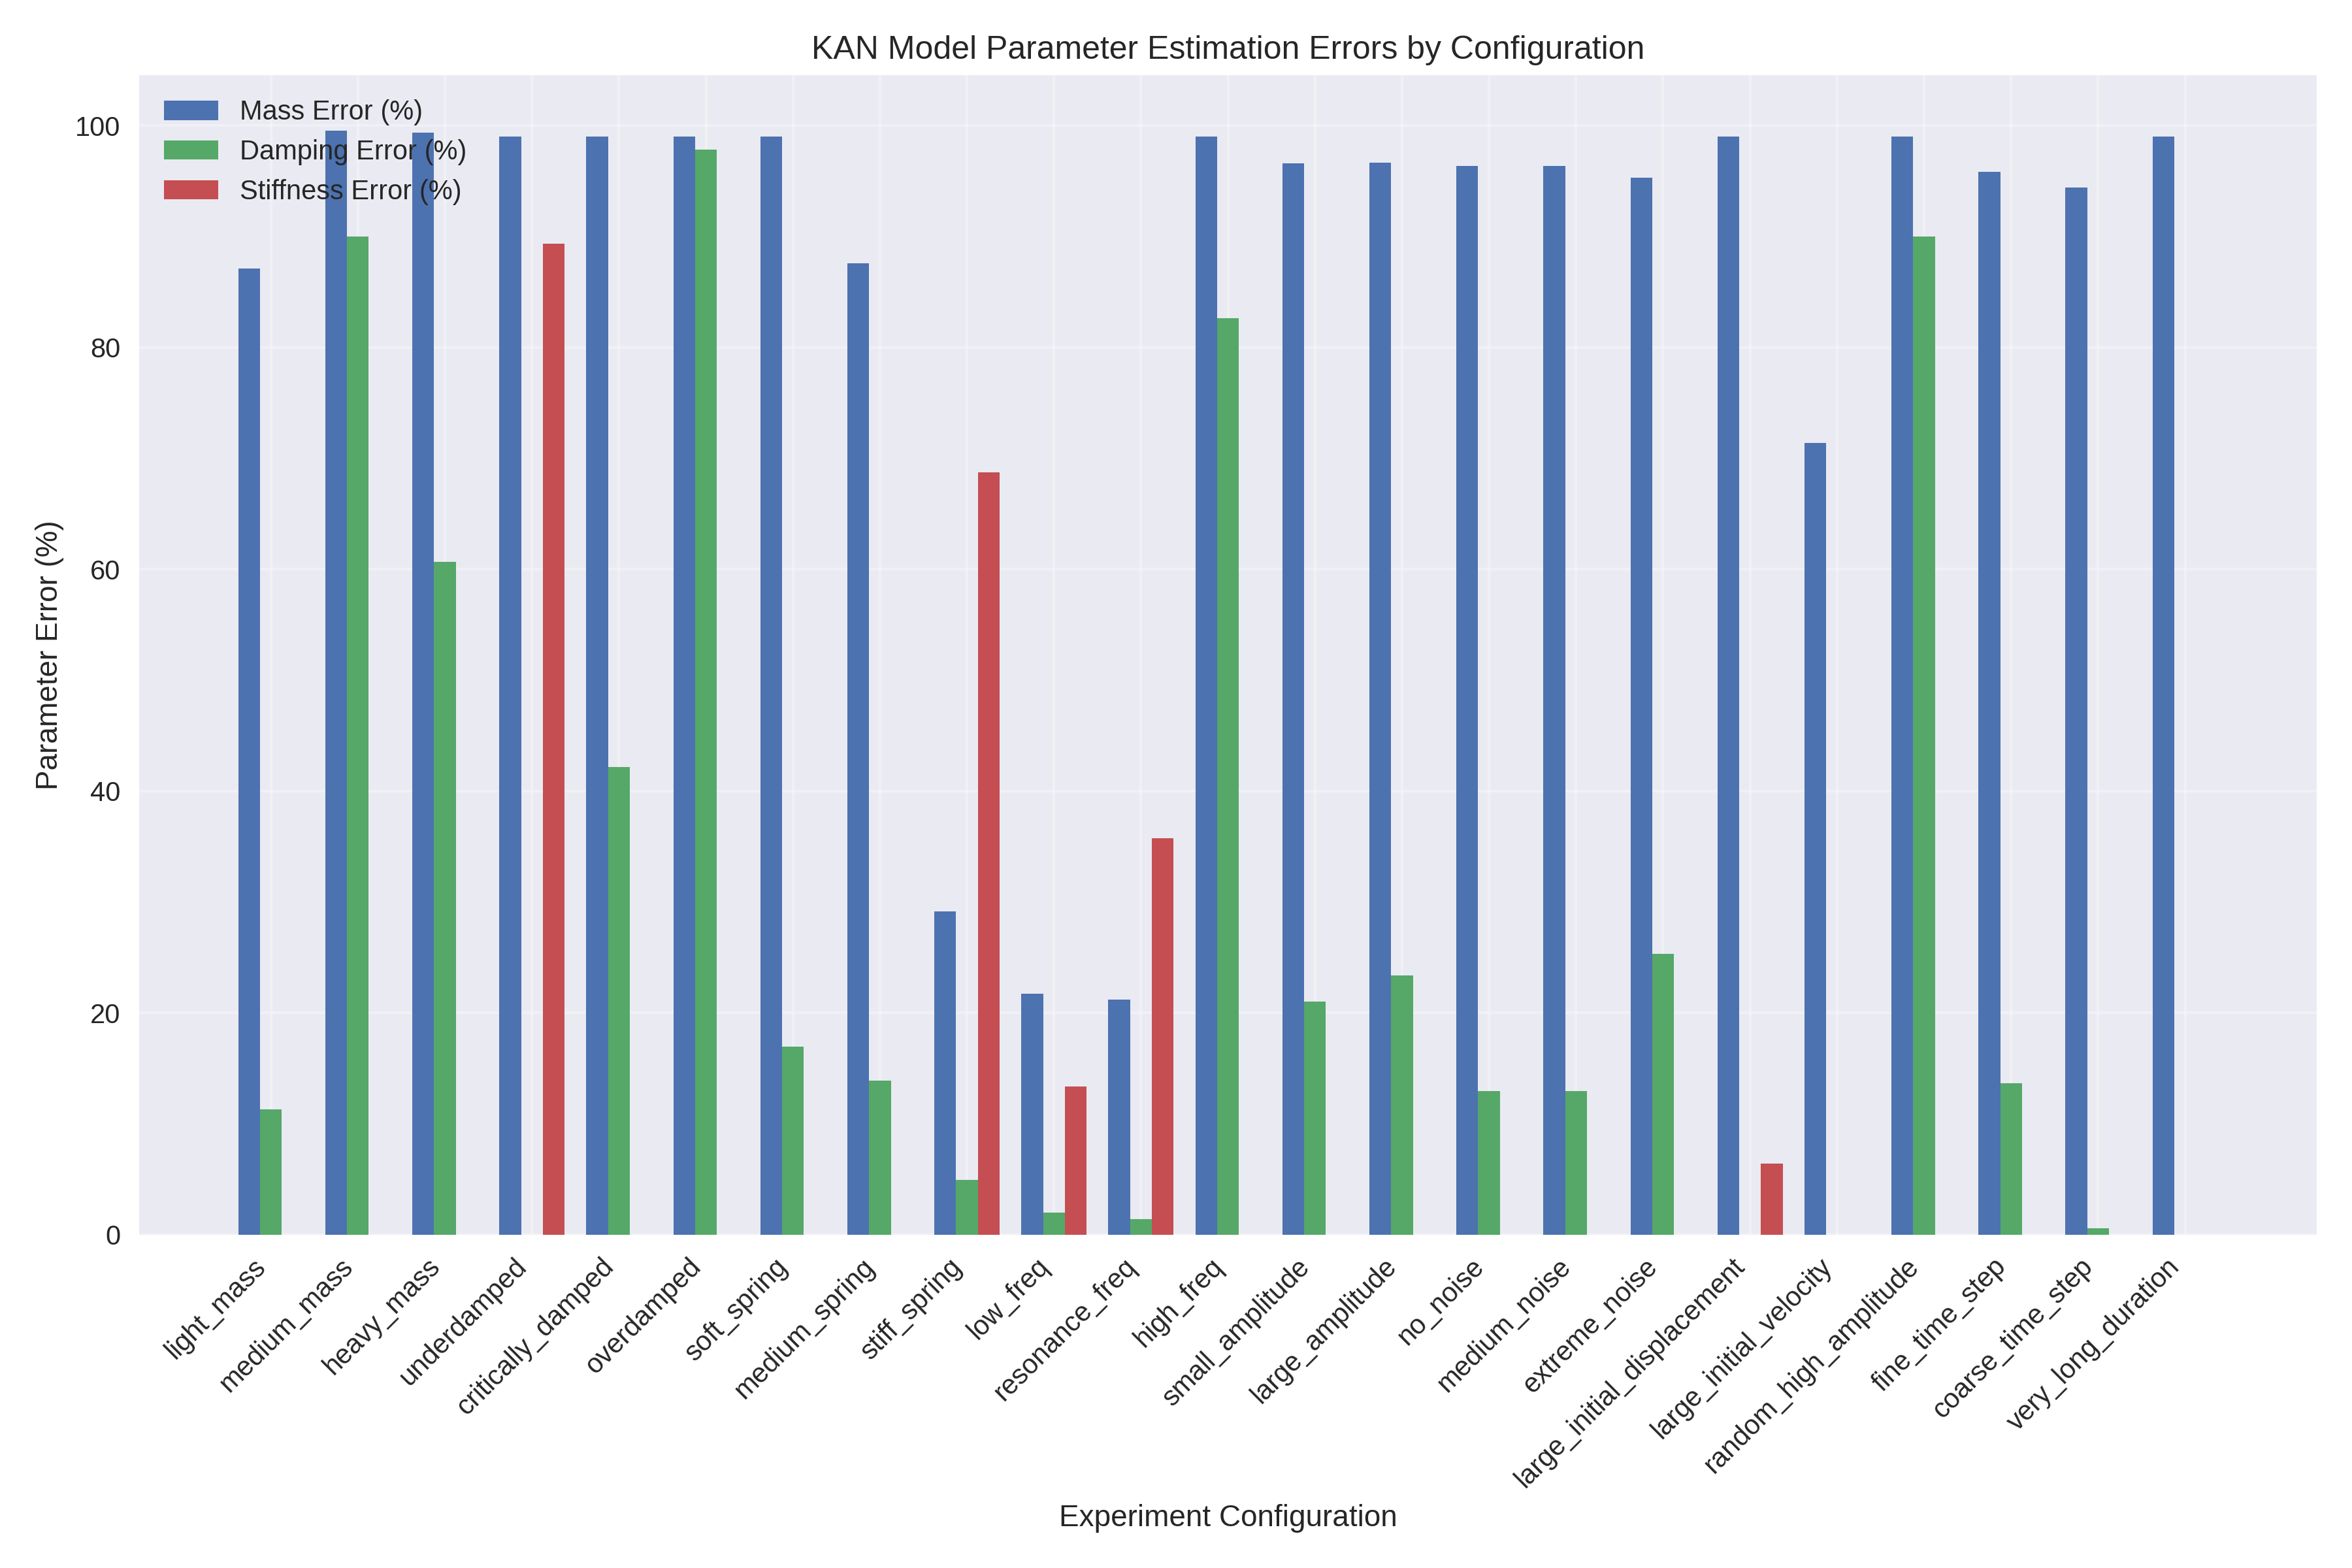 KAN Model Parameter Estimation Errors by Configuration
Mass Error (%)
Damping Error (%)
Stiffness Error (%)
Parameter Error (%)
100
80
60
40
20
0
light_mass
medium_mass
heavy_mass
underdamped
critically_damped
overdamped
soft_spring
medium_spring
stiff_spring
low_freq
resonance_freq
high_freq
small_amplitude
large_amplitude
no_noise
medium_noise
extreme_noise
large_initial_displacement
large_initial_velocity
random_high_amplitude
fine_time_step
coarse_time_step
very_long_duration
Experiment Configuration